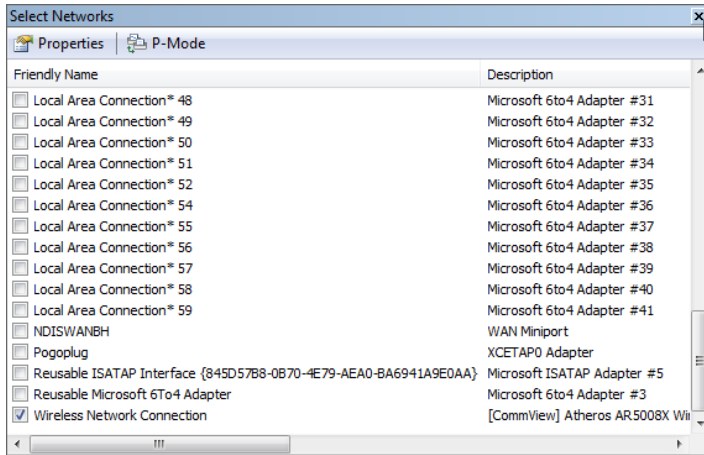 Select Networks
Properties P-Mode
Friendly Name Description
Local Area Connection* 48 Microsoft 6to4 Adapter #31
Local Area Connection* 49 Microsoft 6to4 Adapter #32
Local Area Connection* 50 Microsoft 6to4 Adapter #33
Local Area Connection* 51 Microsoft 6to4 Adapter #34
Local Area Connection* 52 Microsoft 6to4 Adapter #35
Local Area Connection* 54 Microsoft 6to4 Adapter #36
Local Area Connection* 55 Microsoft 6to4 Adapter #37
Local Area Connection* 56 Microsoft 6to4 Adapter #38
Local Area Connection* 57 Microsoft 6to4 Adapter #39
Local Area Connection* 58 Microsoft 6to4 Adapter #40
Local Area Connection* 59 Microsoft 6to4 Adapter #41
NDISWANBH WAN Miniport
Pogoplug XCETAP0 Adapter
Reusable ISATAP Interface {845D57B8-0B70-4E79-AEA0-BA6941A9E0AA} Microsoft ISATAP Adapter #5
Reusable Microsoft 6To4 Adapter Microsoft 6to4 Adapter #3
Wireless Network Connection [CommView] Atheros AR5008X Wir